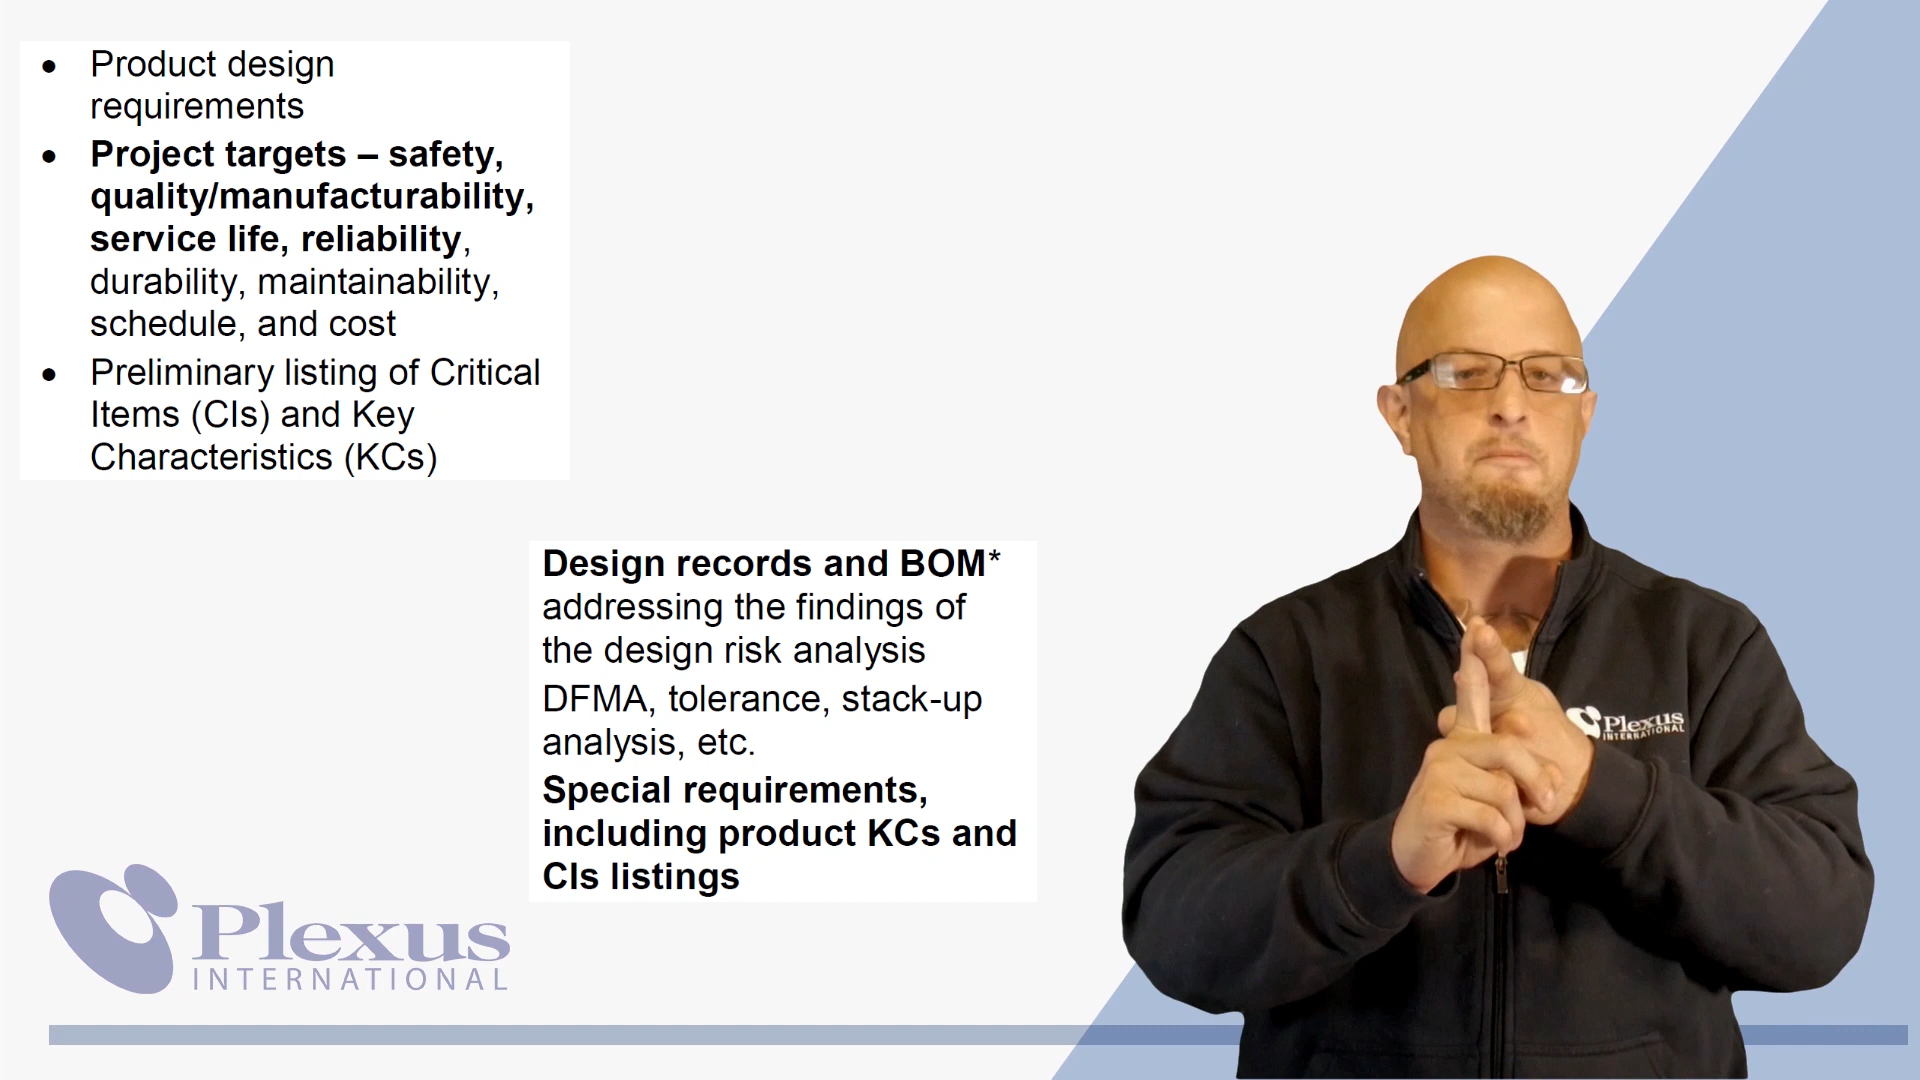 • Product design
requirements
• Project targets – safety,
quality/manufacturability,
service life, reliability,
durability, maintainability,
schedule, and cost
• Preliminary listing of Critical
Items (CIs) and Key
Characteristics (KCs)
Design records and BOM*
addressing the findings of
the design risk analysis
DFMA, tolerance, stack-up
analysis, etc.
Special requirements,
including product KCs and
CIs listings
Plexus
INTERNATIONAL
Plexus
INTERNATIONAL